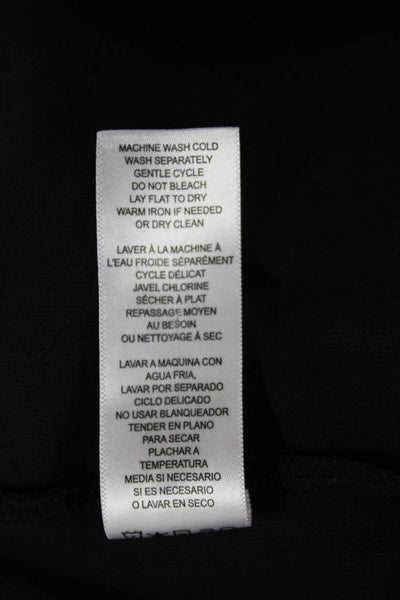 MACHINE WASH COLD
WASH SEPARATELY
GENTLE CYCLE
DO NOT BLEACH
LAY FLAT TO DRY
WARM IRON IF NEEDED
OR DRY CLEAN
LAVER À LA MACHINE À
L'EAU FROIDE SÉPARÉMENT
CYCLE DÉLICAT
JAVEL CHLORINE
SÉCHER À PLAT
REPASSAGE MOYEN
AU BESOIN
OU NETTOYAGE À SEC
LAVAR A MAQUINA CON
AGUA FRIA,
LAVAR POR SEPARADO
CICLO DELICADO
NO USAR BLANQUEADOR
TENDER EN PLANO
PARA SECAR
PLACHAR A
TEMPERATURA
MEDIA SI NECESARIO
SI ES NECESARIO
O LAVAR EN SECO